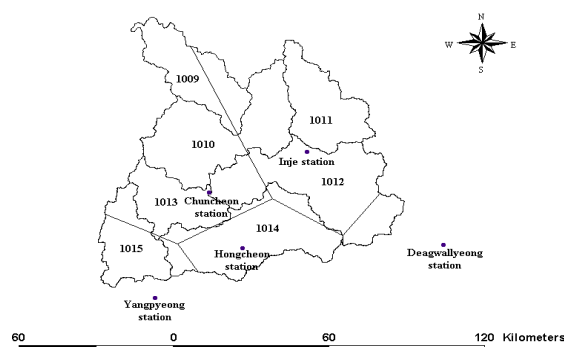 N
W E
S
1009
1011
1010
Inje station
1012
1013
Chuncheon
station
1014
1015
Hongcheon
station
Deagwallyeong
station
Yangpyeong
station
60 0 60 120 Kilometers